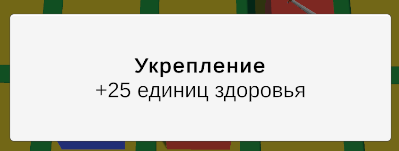 Укрепление
+25 единиц здоровья